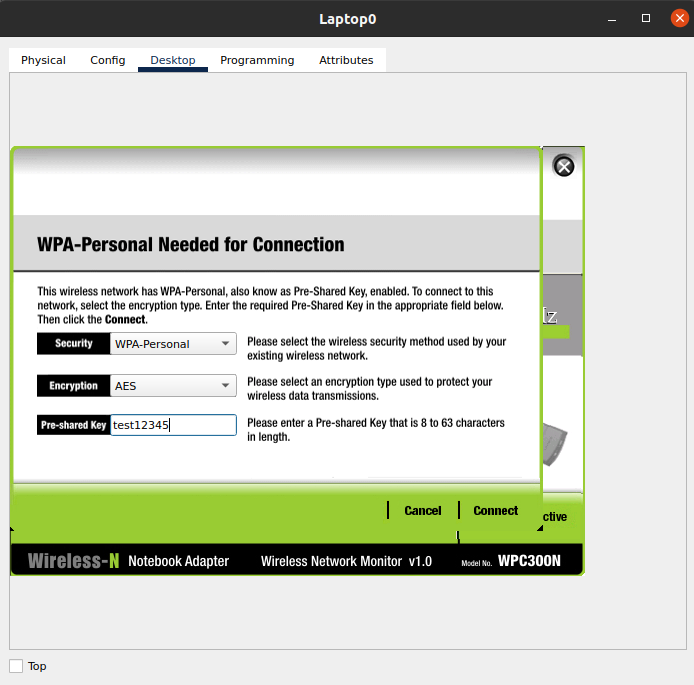 Laptop0
Physical Config Desktop Programming Attributes
WPA-Personal Needed for Connection
This wireless network has WPA-Personal, also know as Pre-Shared Key, enabled. To connect to this
network, select the encryption type. Enter the required Pre-Shared Key in the appropriate field below.
Then click the Connect.
Security WPA-Personal Please select the wireless security method used by your
existing wireless network.
Encryption AES Please select an encryption type used to protect your
wireless data transmissions.
Pre-shared Key test12345 Please enter a Pre-shared Key that is 8 to 63 characters
in length.
Cancel Connect ctive
Wireless-N Notebook Adapter Wireless Network Monitor v1.0 Model No. WPC300N
Top